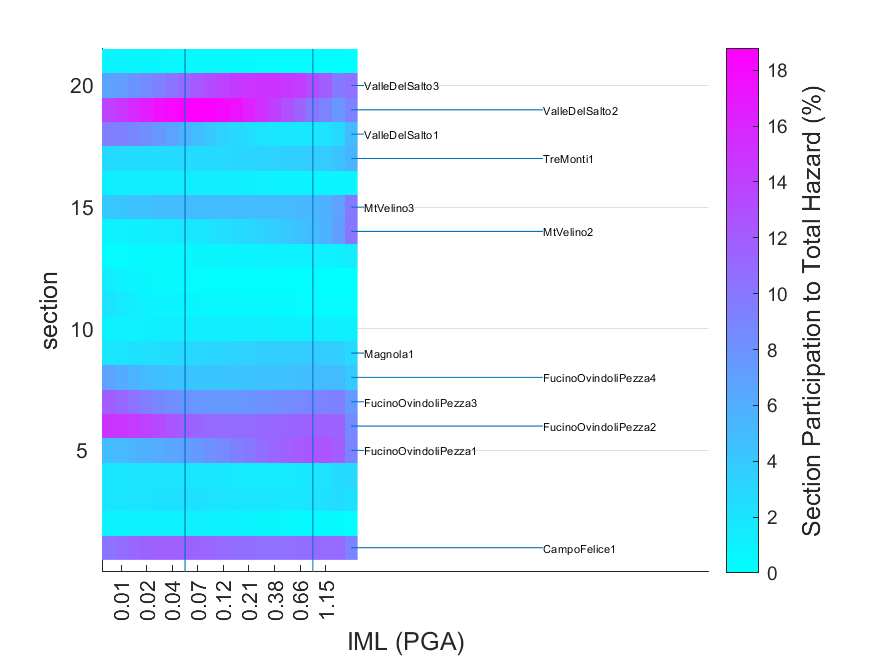 20
15
10
5
section
ValleDelSalto3
ValleDelSalto2
ValleDelSalto1
TreMonti1
MtVelino3
MtVelino2
Magnola1
FucinoOvindoliPezza4
FucinoOvindoliPezza3
FucinoOvindoliPezza2
FucinoOvindoliPezza1
CampoFelice1
0.01
0.02
0.04
0.07
0.12
0.21
0.38
0.66
1.15
IML (PGA)
18
16
14
12
10
8
6
4
2
0
Section Participation to Total Hazard (%)